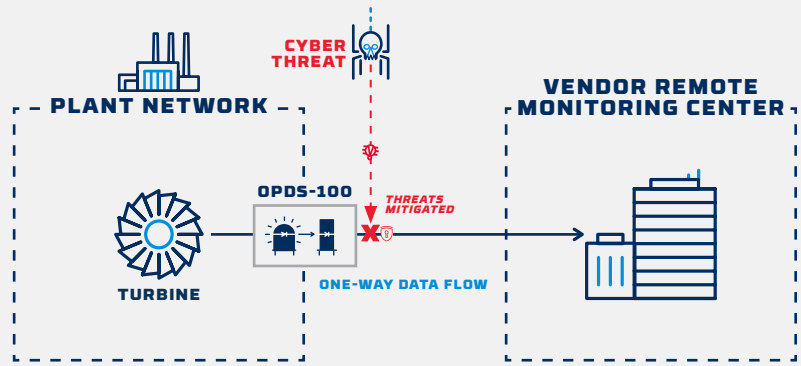 CYBER
THREAT
PLANT NETWORK
VENDOR REMOTE
MONITORING CENTER
OPDS-100
THREATS
MITIGATED
ONE-WAY DATA FLOW
TURBINE